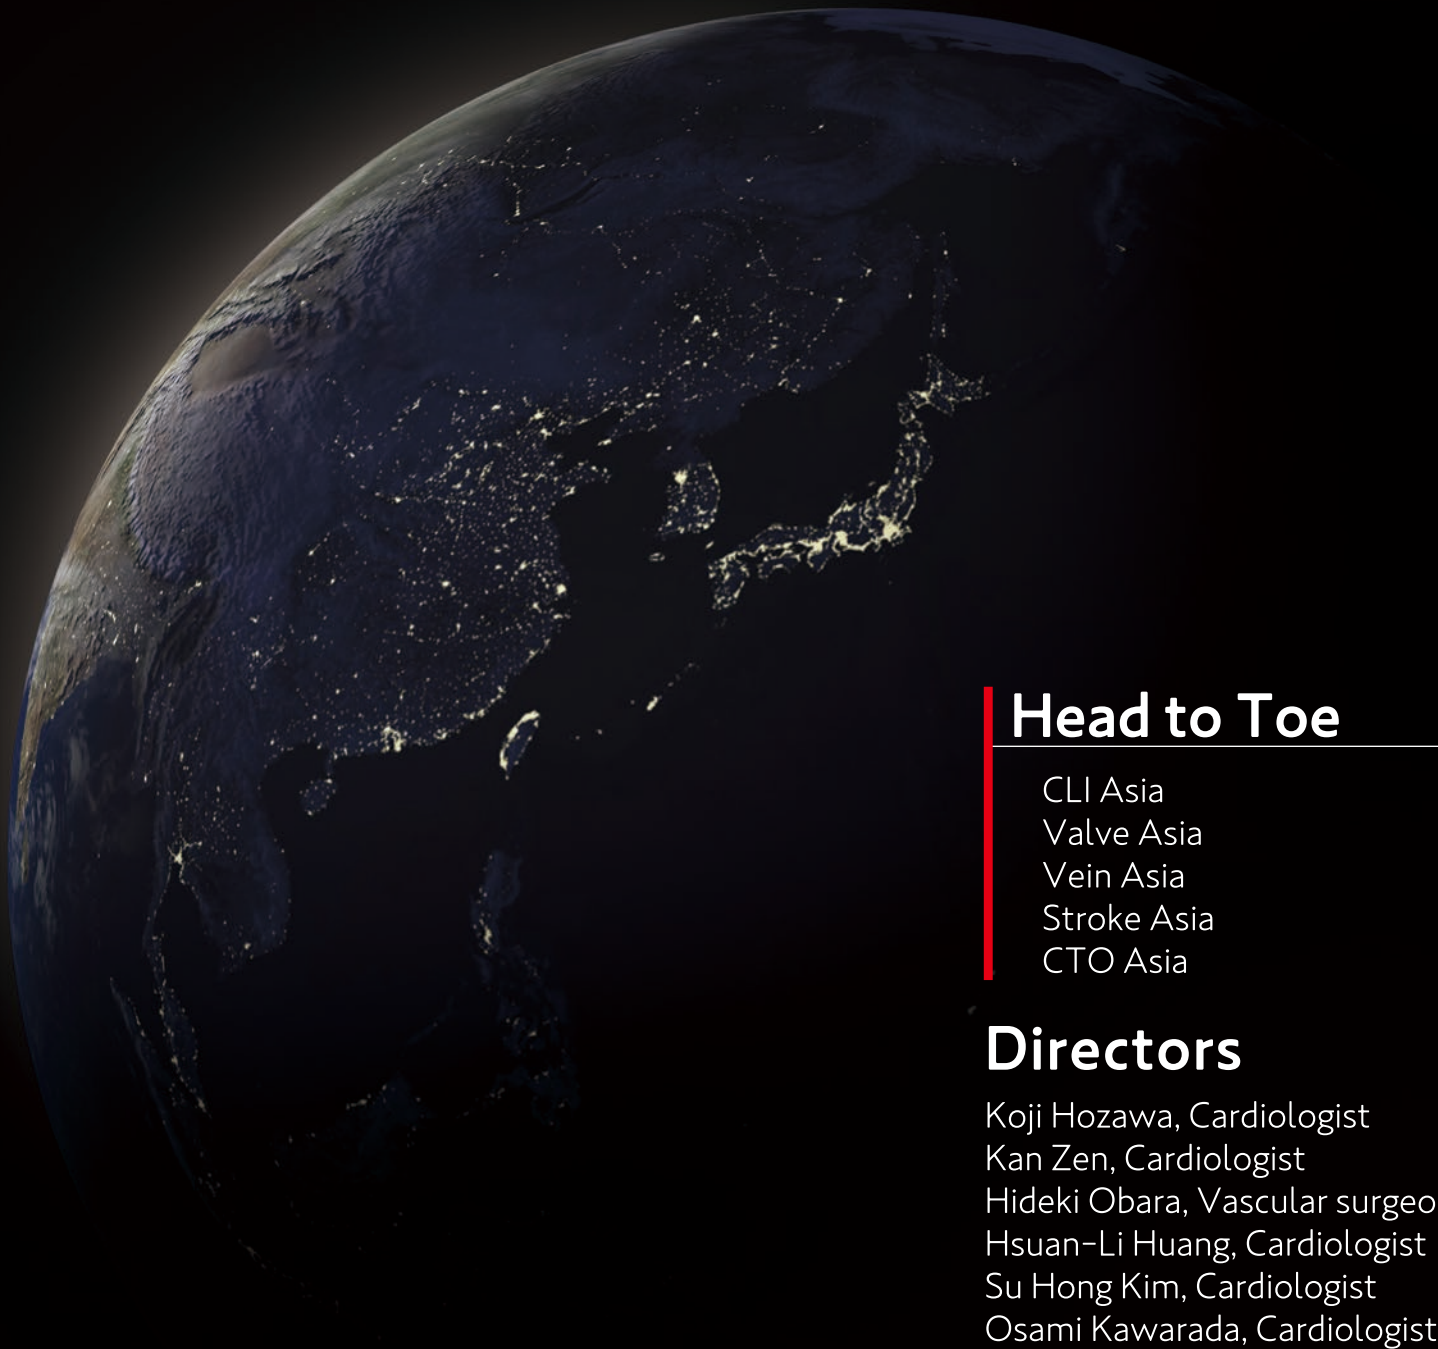 Head to Toe
CLI Asia
Valve Asia
Vein Asia
Stroke Asia
CTO Asia
Directors
Koji Hozawa, Cardiologist
Kan Zen, Cardiologist
Hideki Obara, Vascular surgeo
Hsuan-Li Huang, Cardiologist
Su Hong Kim, Cardiologist
Osami Kawarada, Cardiologist